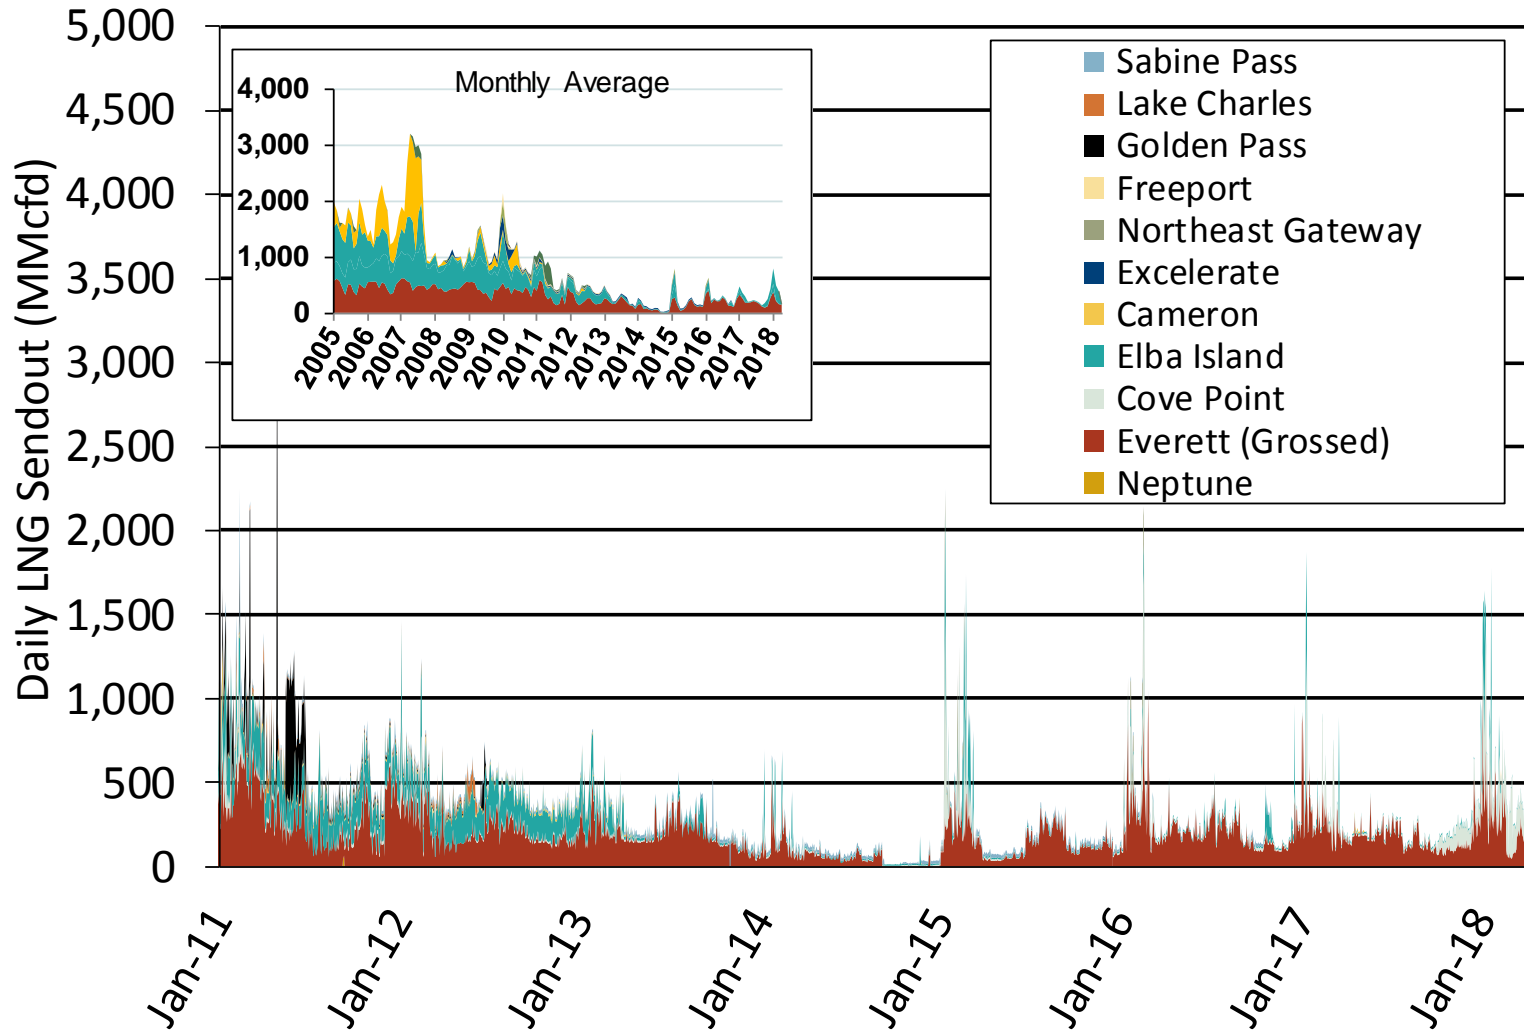 5,000
4,500
4,000
3,500
3,000
2,500
2,000
1,500
1,000
500
0
Daily LNG Sendout (MMcfd)
Monthly Average
4,000
3,000
2,000
1,000
0
2005
2006
2007
2008
2009
2010
2011
2012
2013
2014
2015
2016
2017
2018
Sabine Pass
Lake Charles
Golden Pass
Freeport
Northeast Gateway
Excelerate
Cameron
Elba Island
Cove Point
Everett (Grossed)
Neptune
Jan-11
Jan-12
Jan-13
Jan-14
Jan-15
Jan-16
Jan-17
Jan-18